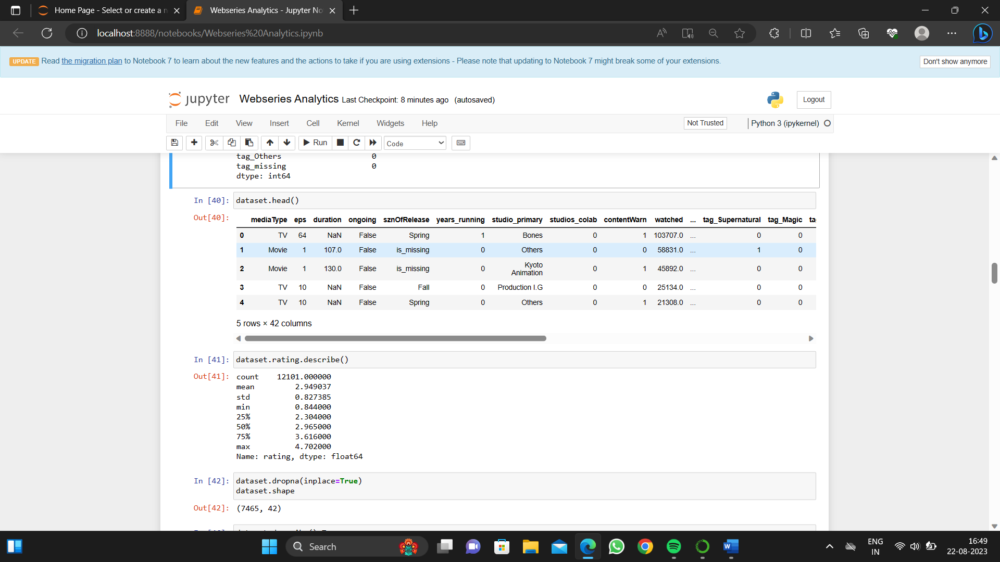 Home Page - Select or create a n
Webseries Analytics - Jupyter No
localhost:8888/notebooks/Webseries%20Analytics.ipynb
UPDATE Read the migration plan to Notebook 7 to learn about the new features and the actions to take if you are using extensions - Please note that updating to Notebook 7 might break some of your extensions.
Don't show anymore
jupyter Webseries Analytics Last Checkpoint: 8 minutes ago (autosaved)
Logout
File Edit View Insert Cell Kernel Widgets Help
Not Trusted
Python 3 (ipykernel)
Run
Code
tag_Others 0
tag_missing 0
dtype: int64
In [40]: dataset.head()
Out[40]:
mediaType eps duration ongoing sznOfRelease years_running studio_primary studios_colab contentWarn watched ... tag_Supernatural tag_Magic ta
0 TV 64 NaN False Spring 1 Bones 0 1 103707.0 ... 0 0
1 Movie 1 107.0 False is_missing 0 Others 0 0 58831.0 ... 1 0
2 Movie 1 130.0 False is_missing 0 Kyoto Animation 0 1 45892.0 ... 0 0
3 TV 10 NaN False Fall 0 Production I.G 0 0 25134.0 ... 0 0
4 TV 10 NaN False Spring 0 Others 0 1 21308.0 ... 0 0
5 rows × 42 columns
In [41]: dataset.rating.describe()
Out[41]: count 12101.000000
mean 2.949037
std 0.827385
min 0.844000
25% 2.304000
50% 2.965000
75% 3.616000
max 4.702000
Name: rating, dtype: float64
In [42]: dataset.dropna(inplace=True)
dataset.shape
Out[42]: (7465, 42)
Search
ENG
IN
16:49
22-08-2023